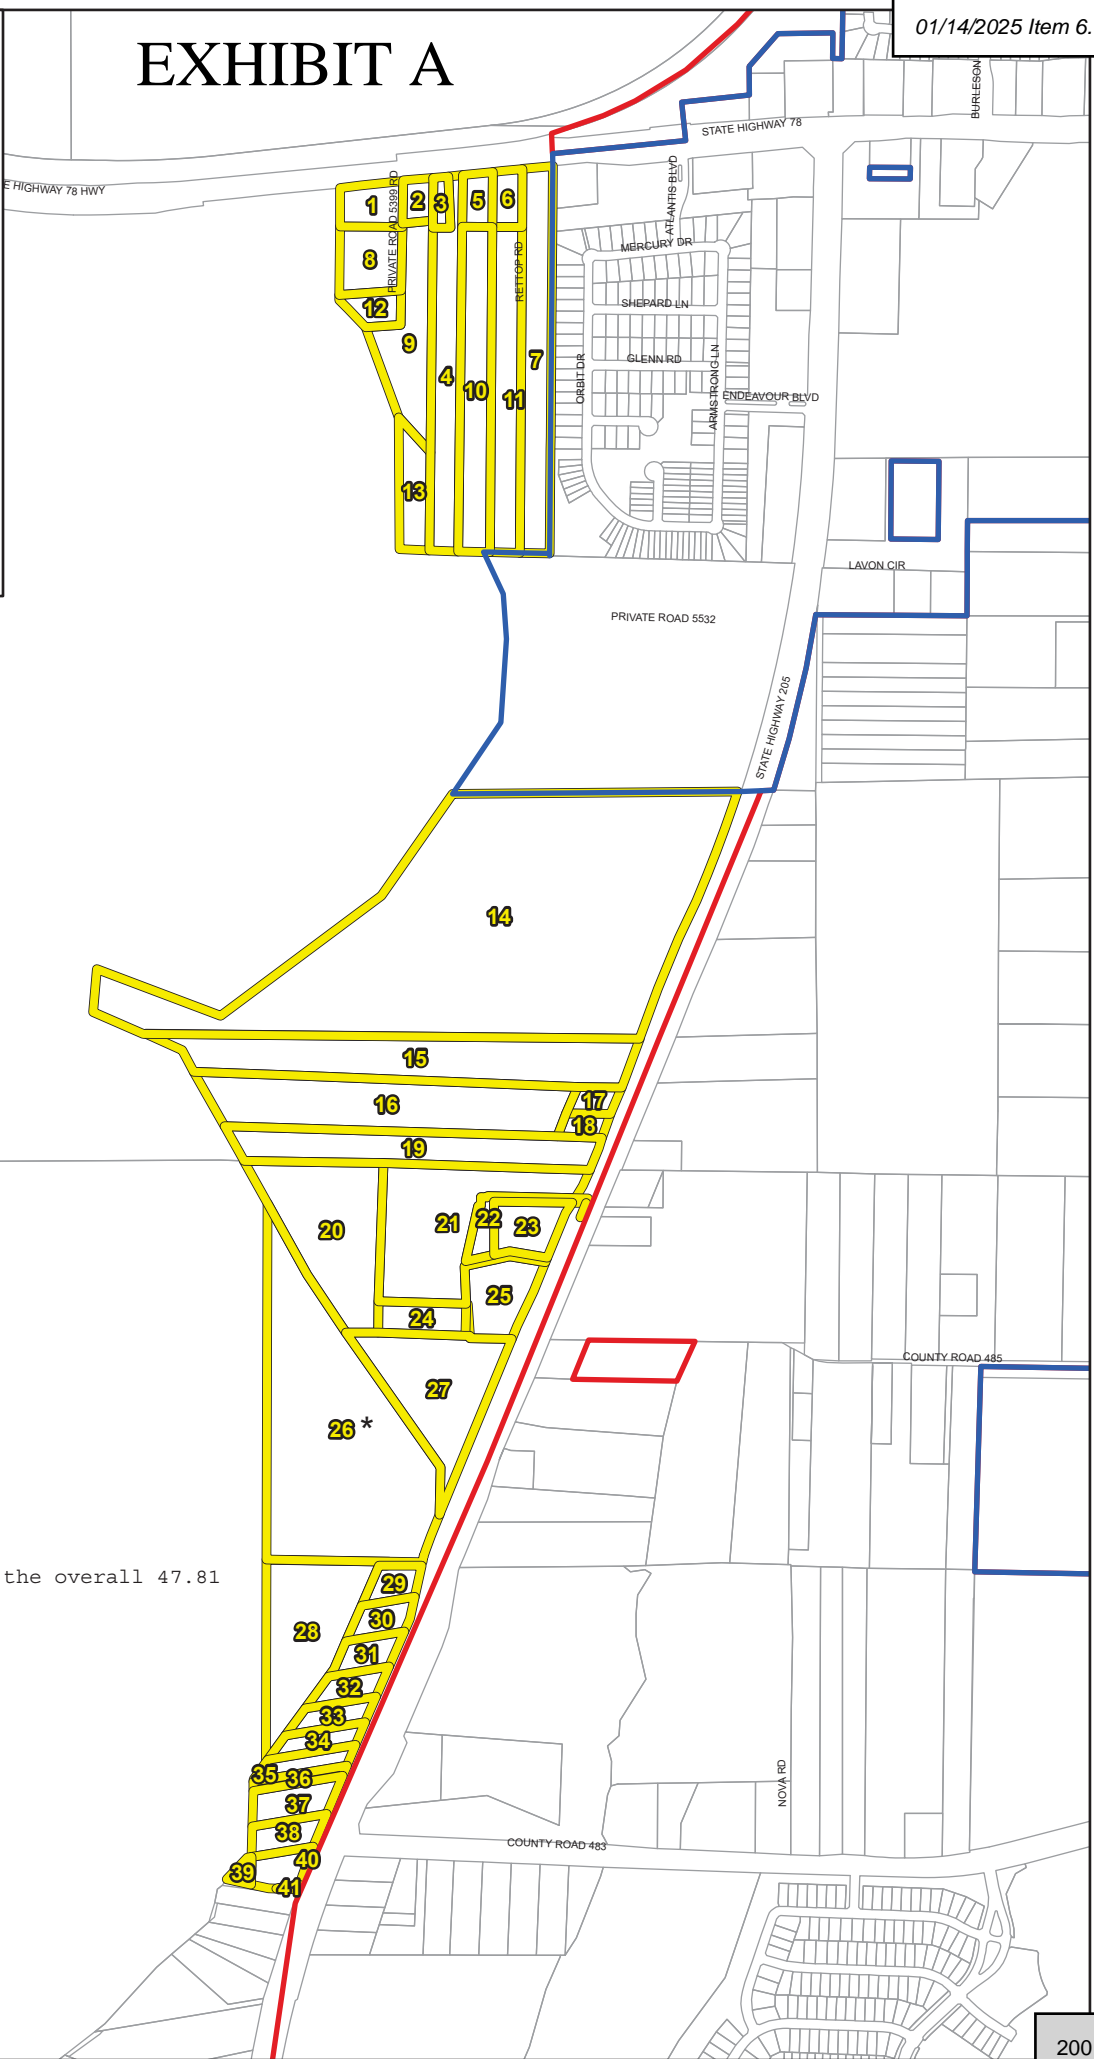 01/14/2025 Item 6.
EXHIBIT A
BURLESON
STATE HIGHWAY 78
E HIGHWAY 78 HWY
PRIVATE ROAD 5399 RD
ATLANTIS BLVD
1
2
3
5
6
8
MERCURY DR
RETTOP RD
12
SHEPARD LN
9
7
GLENN RD
ORBIT DR
ARMSTRONG LN
4
10
11
ENDEAVOUR BLVD
13
LAVON CIR
PRIVATE ROAD 5532
STATE HIGHWAY 205
14
15
16
17
18
19
20
21
22
23
25
24
COUNTY ROAD 485
27
26 *
the overall 47.81
29
30
28
31
32
33
34
35
36
37
NOVA RD
38
COUNTY ROAD 483
40
39
41
200